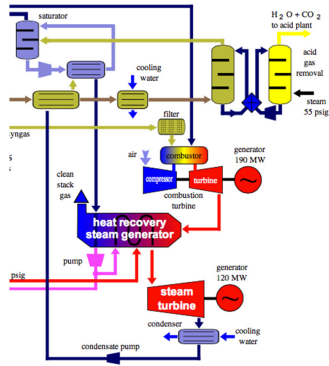 saturator
H2O + CO2
to acid plant
cooling
water
acid
gas
removal
steam
55 psig
filter
yngas
air
combustor
generator
190 MW
compressor
turbine
combustion
turbine
clean
stack
gas
heat recovery
steam generator
pump
psig
generator
120 MW
steam
turbine
condenser
cooling
water
condensate pump